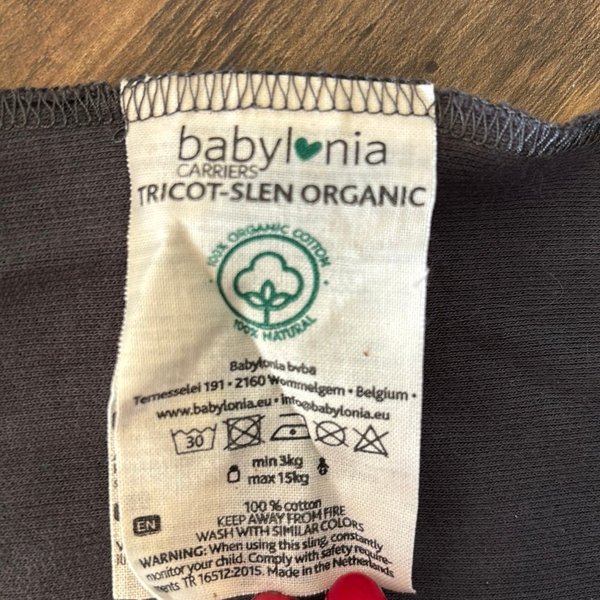 babylonia
CARRIERS
TRICOT-SLEN ORGANIC
100% ORGANIC COTTON
100% NATURAL
Babylonia bvba
Ternesselei 191 • 2160 Wommelgem • Belgium •
www.babylonia.eu • info@babylonia.eu
30
min 3kg
max 15kg
100% cotton
EN
KEEP AWAY FROM FIRE
WASH WITH SIMILAR COLORS
WARNING: When using this sling, constantly
monitor your child. Comply with safety require-
ments TR 16512:2015. Made in the Netherlands